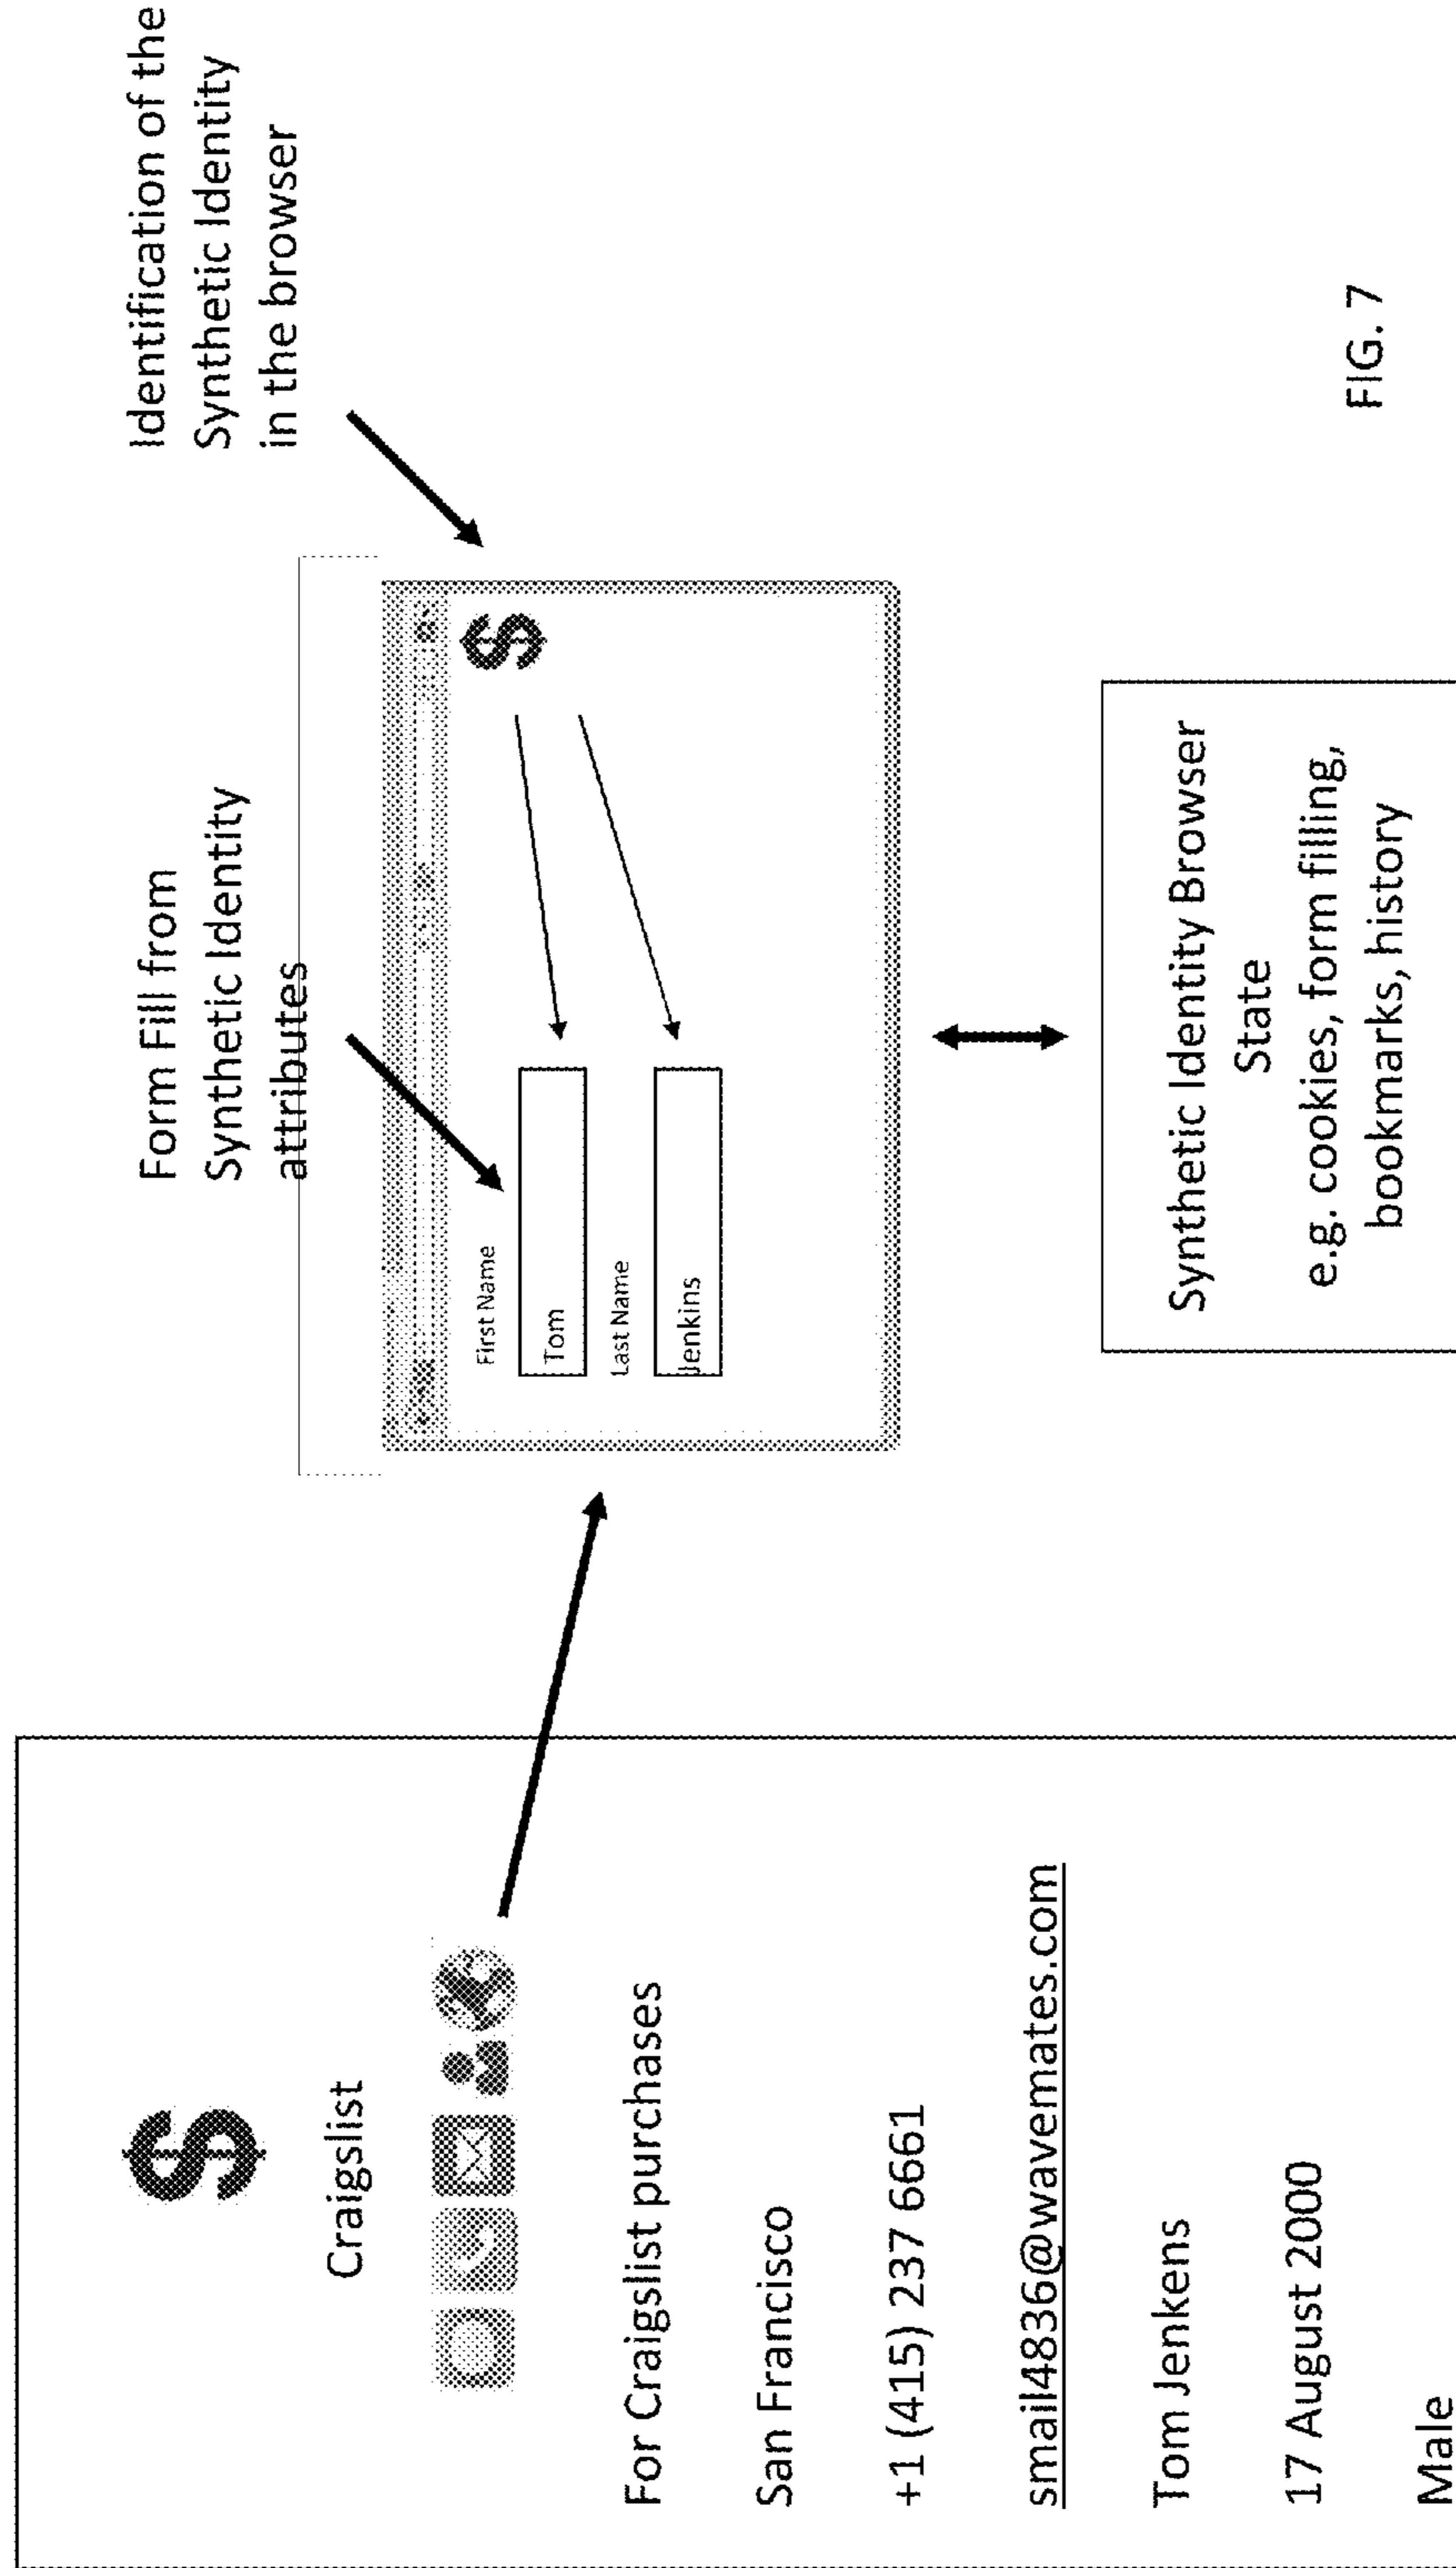 $
Craigslist
For Craigslist purchases
San Francisco
+1 (415) 237 6661
smail4836@wavemates.com
Tom Jenkens
17 August 2000
Male
Form Fill from
Synthetic Identity
attributes
Identification of the
Synthetic Identity
in the browser
$
First Name
Tom
Last Name
Jenkins
Synthetic Identity Browser
State
e.g. cookies, form filling,
bookmarks, history
FIG. 7